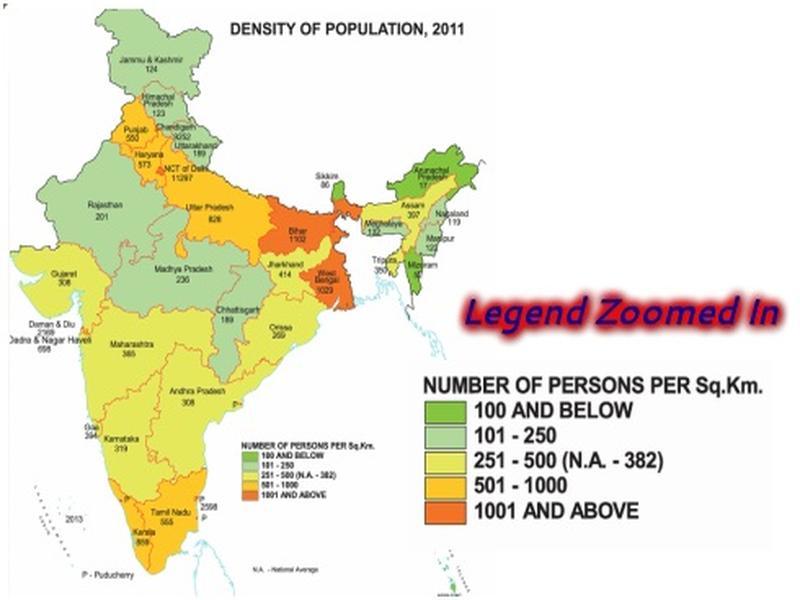 DENSITY OF POPULATION, 2011
Jammu & Kashmir
124
Himachal
Pradesh
123
Punjab
550
Chandigarh
9252
Uttarakhand
189
Haryana
573
NCT of Delhi
11297
Rajasthan
201
Uttar Pradesh
828
Bihar
1102
Sikkim
86
Arunachal
Pradesh
17
Assam
397
Nagaland
119
Meghalaya
132
Manipur
122
Tripura
350
Mizoram
Gujarat
308
Madhya Pradesh
236
Jharkhand
414
West
Bengal
1029
Chhattisgarh
189
Orissa
269
Daman & Diu
2169
Dadra & Nagar Haveli
698
Maharashtra
365
Andhra Pradesh
308
P
Goa
394
Karnataka
319
NUMBER OF PERSONS PER Sq.Km.
100 AND BELOW
101 - 250
251 - 500 (N.A. - 382)
501 - 1000
1001 AND ABOVE
P
P
2598
P
2013
Tamil Nadu
555
Kerala
859
P - Puducherry
N.A. - National Average
Legend Zoomed In
NUMBER OF PERSONS PER Sq.Km.
100 AND BELOW
101 - 250
251 - 500 (N.A. - 382)
501 - 1000
1001 AND ABOVE